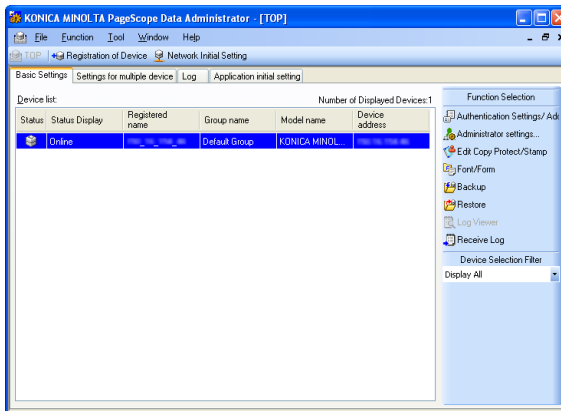 KONICA MINOLTA PageScope Data Administrator - [TOP]
File Function Tool Window Help
TOP Registration of Device Network Initial Setting
Basic Settings Settings for multiple device Log Application initial setting
Device list: Number of Displayed Devices:1
Status Status Display Registered name Group name Model name Device address
Online Default Group KONICA MINOL...
Function Selection
Authentication Settings/ Ad
Administrator settings...
Edit Copy Protect/Stamp
Font/Form
Backup
Restore
Log Viewer
Receive Log
Device Selection Filter
Display All